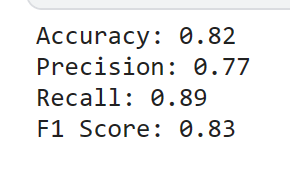 Accuracy: 0.82
Precision: 0.77
Recall: 0.89
F1 Score: 0.83